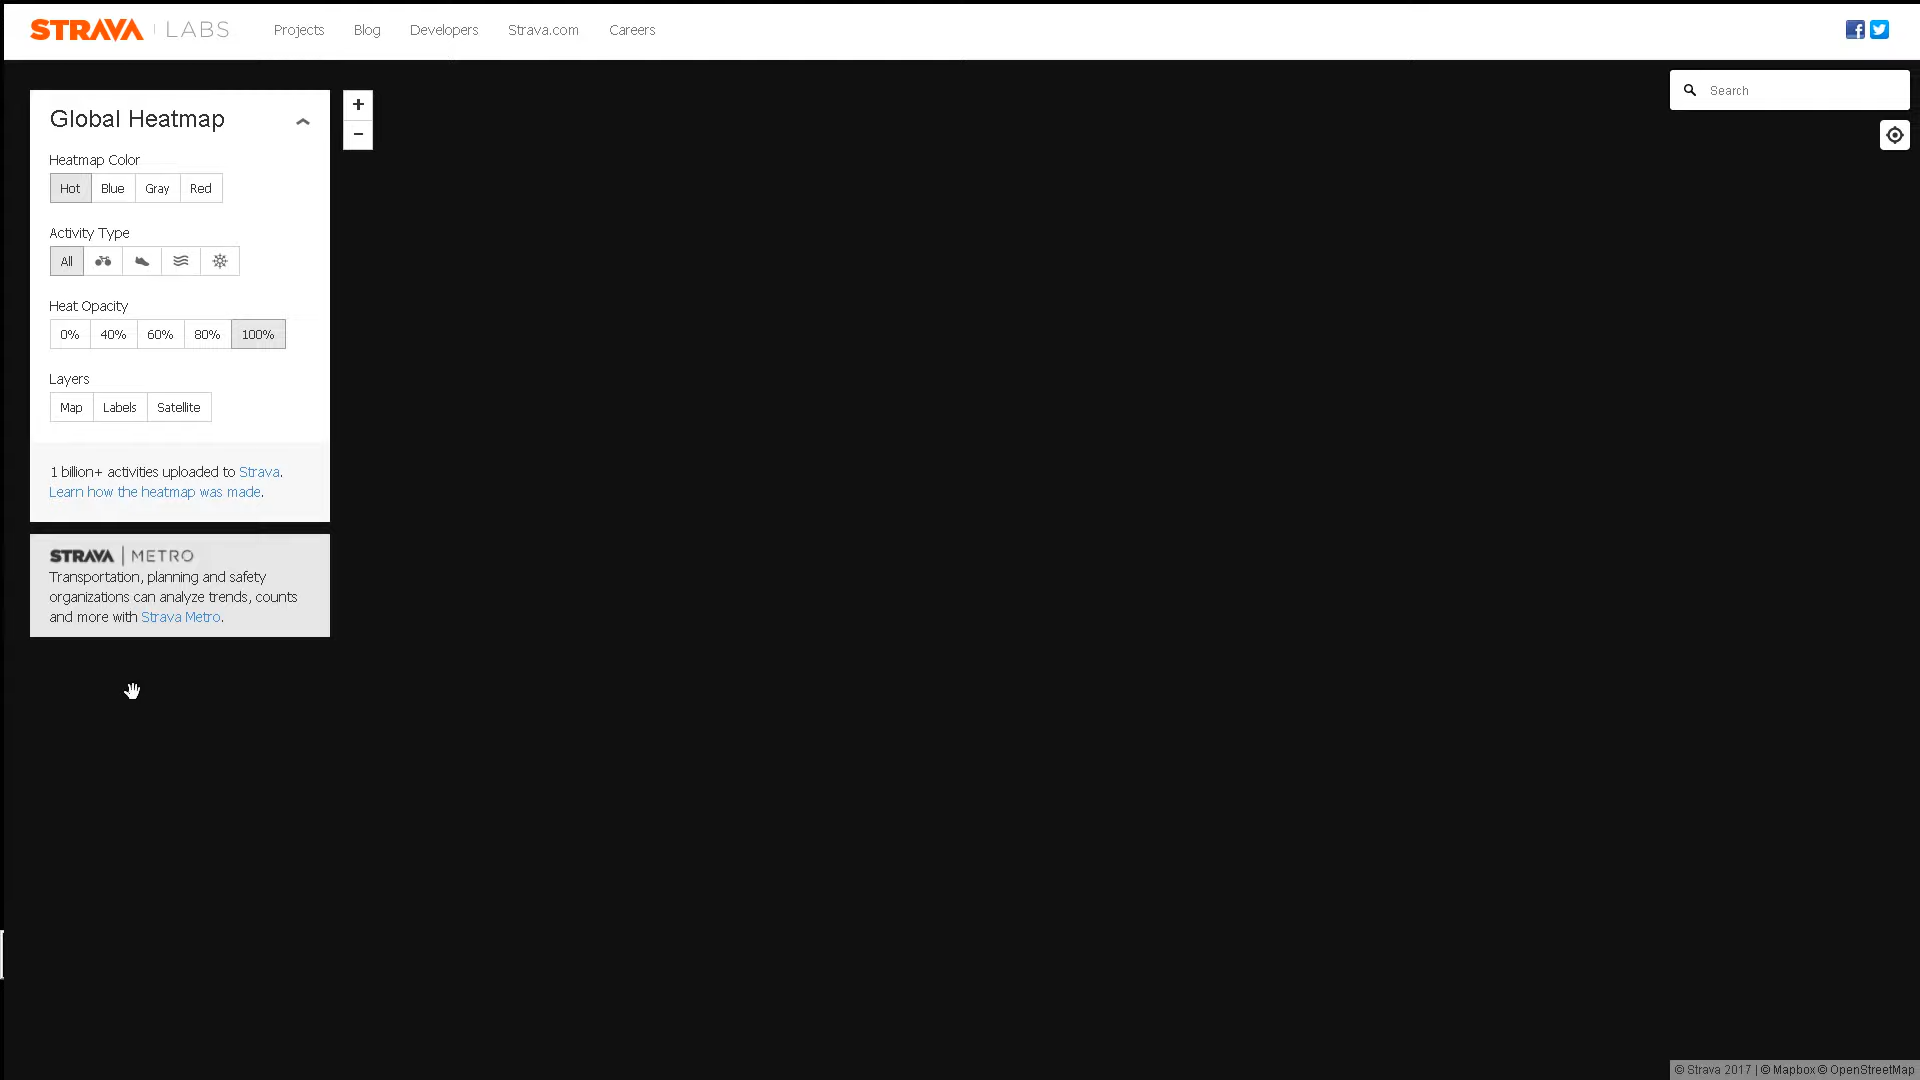 STRAVA | LABS
Projects
Blog
Developers
Strava.com
Careers
Search
Global Heatmap
Heatmap Color
Hot Blue Gray Red
Activity Type
All
Heat Opacity
0% 40% 60% 80% 100%
Layers
Map Labels Satellite
1 billion+ activities uploaded to Strava.
Learn how the heatmap was made.
STRAVA | METRO
Transportation, planning and safety
organizations can analyze trends, counts
and more with Strava Metro.
© Strava 2017 | © Mapbox © OpenStreetMap